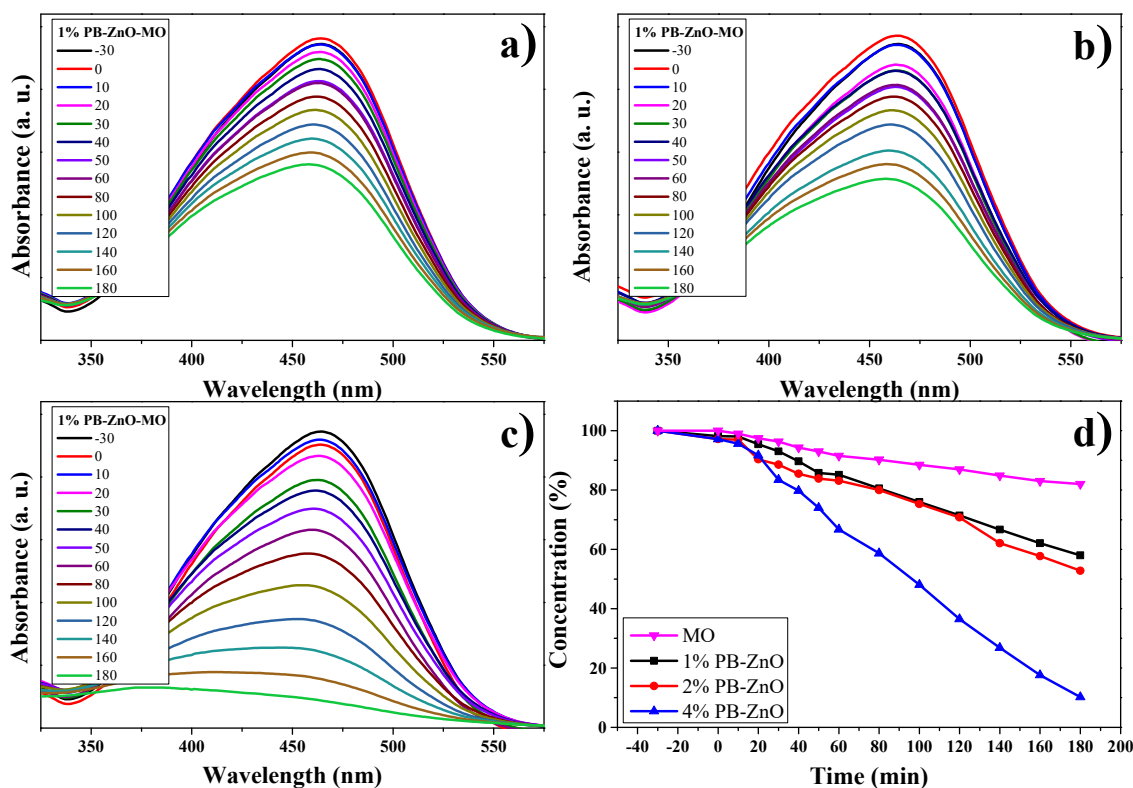 1% PB-ZnO-MO
-30
0
10
20
30
40
50
60
80
100
120
140
160
180
a)
Absorbance (a. u.)
350 400 450 500 550
Wavelength (nm)
1% PB-ZnO-MO
-30
0
10
20
30
40
50
60
80
100
120
140
160
180
b)
Absorbance (a. u.)
350 400 450 500 550
Wavelength (nm)
1% PB-ZnO-MO
-30
0
10
20
30
40
50
60
80
100
120
140
160
180
c)
Absorbance (a. u.)
350 400 450 500 550
Wavelength (nm)
d)
Concentration (%)
100
80
60
40
20
0
MO
1% PB-ZnO
2% PB-ZnO
4% PB-ZnO
-40 -20 0 20 40 60 80 100 120 140 160 180 200
Time (min)